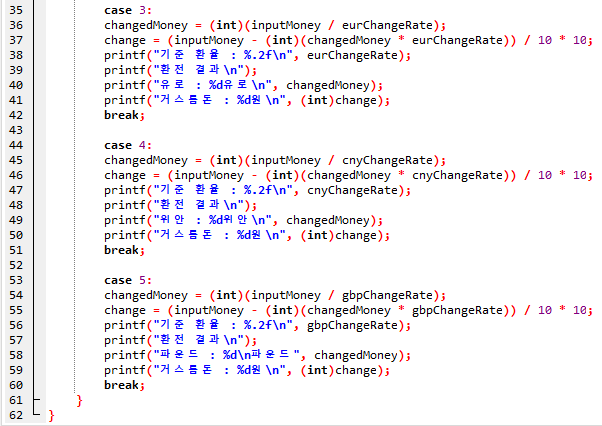 35 case 3:
36 changedMoney = (int)(inputMoney / eurChangeRate);
37 change = (inputMoney - (int)(changedMoney * eurChangeRate)) / 10 * 10;
38 printf("기준 환율 : %.2f\n", eurChangeRate);
39 printf("환전 결과\n");
40 printf("유로 : %d유로\n", changedMoney);
41 printf("거스름돈 : %d원\n", (int)change);
42 break;
43
44 case 4:
45 changedMoney = (int)(inputMoney / cnyChangeRate);
46 change = (inputMoney - (int)(changedMoney * cnyChangeRate)) / 10 * 10;
47 printf("기준 환율 : %.2f\n", cnyChangeRate);
48 printf("환전 결과\n");
49 printf("위안 : %d위안\n", changedMoney);
50 printf("거스름돈 : %d원\n", (int)change);
51 break;
52
53 case 5:
54 changedMoney = (int)(inputMoney / gbpChangeRate);
55 change = (inputMoney - (int)(changedMoney * gbpChangeRate)) / 10 * 10;
56 printf("기준 환율 : %.2f\n", gbpChangeRate);
57 printf("환전 결과\n");
58 printf("파운드 : %d\n파운드", changedMoney);
59 printf("거스름돈 : %d원\n", (int)change);
60 break;
61 }
62 }